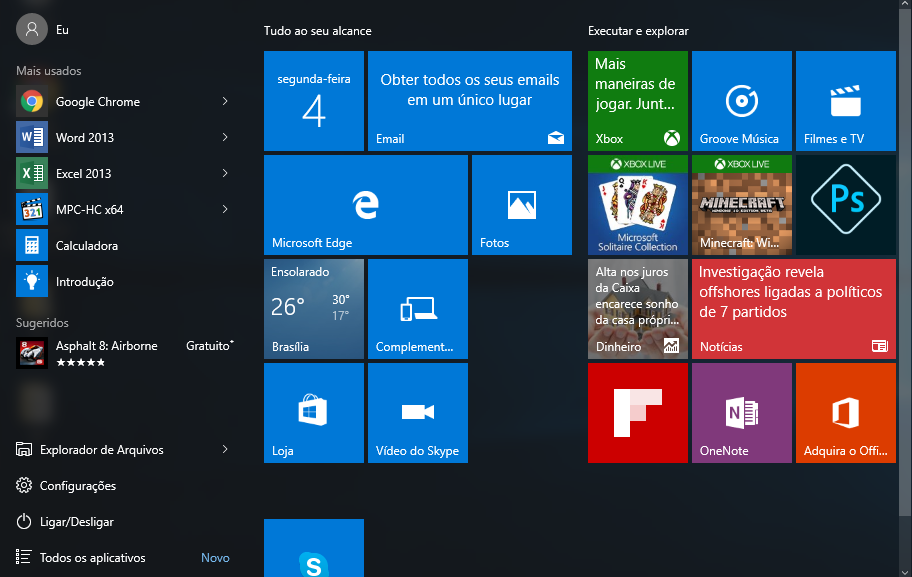 Eu
Mais usados
Google Chrome
Word 2013
Excel 2013
MPC-HC x64
321
Calculadora
Introdução
Sugeridos
Asphalt 8: Airborne
Gratuito*
Explorador de Arquivos
Configurações
Ligar/Desligar
Todos os aplicativos
Novo
Tudo ao seu alcance
segunda-feira
4
Obter todos os seus emails
em um único lugar
Email
Microsoft Edge
Fotos
Ensolarado
26°
30°
17°
Brasília
Complement...
Loja
Vídeo do Skype
S
Executar e explorar
Mais
maneiras de
jogar. Junt...
Xbox
Groove Música
Filmes e TV
XBOX LIVE
Microsoft
Solitaire Collection
XBOX LIVE
MINECRAFT
Minecraft: Wi...
Ps
Alta nos juros
da Caixa
encarece sonho
da casa própri...
Dinheiro
Investigação revela
offshores ligadas a políticos
de 7 partidos
Notícias
N
OneNote
Adquira o Offi...